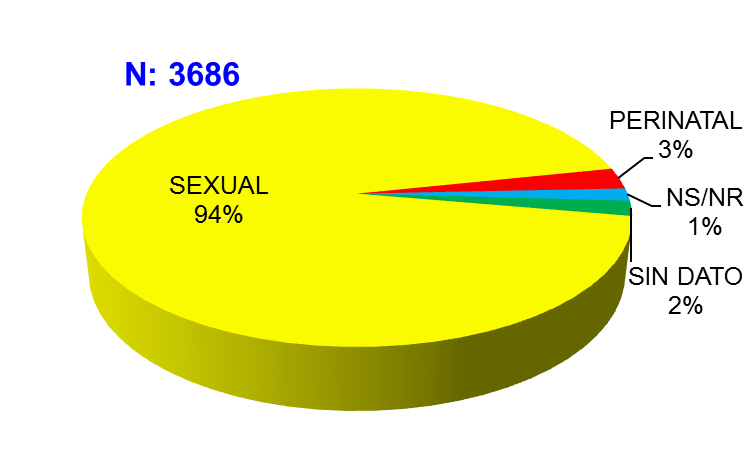 N: 3686
PERINATAL
3%
SEXUAL
94%
NS/NR
1%
SIN DATO
2%